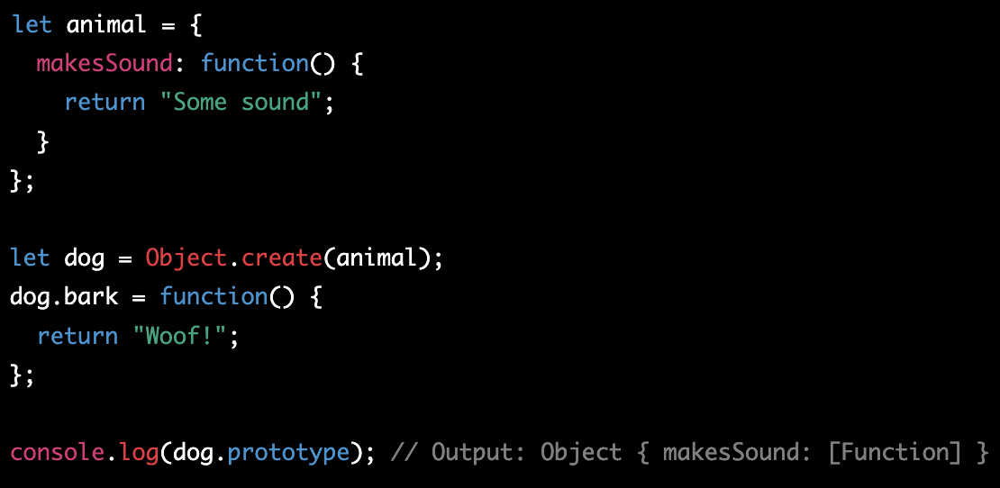 let animal = {
  makesSound: function() {
    return "Some sound";
  }
};

let dog = Object.create(animal);
dog.bark = function() {
  return "Woof!";
};

console.log(dog.prototype); // Output: Object { makesSound: [Function] }